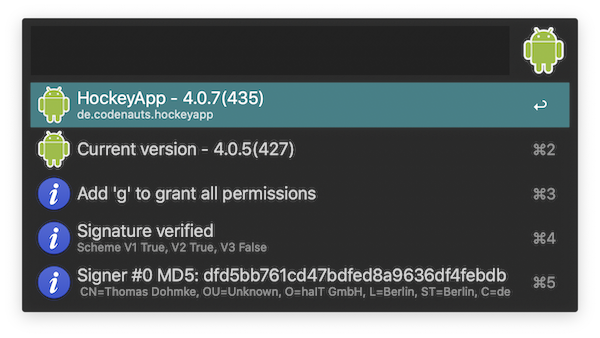 HockeyApp - 4.0.7(435)
de.codenauts.hockeyapp
↩
Current version - 4.0.5(427)
⌘2
Add 'g' to grant all permissions
⌘3
Signature verified
Scheme V1 True, V2 True, V3 False
⌘4
Signer #0 MD5: dfd5bb761cd47bdfed8a9636df4febdb
CN=Thomas Dohmke, OU=Unknown, O=halT GmbH, L=Berlin, ST=Berlin, C=de
⌘5